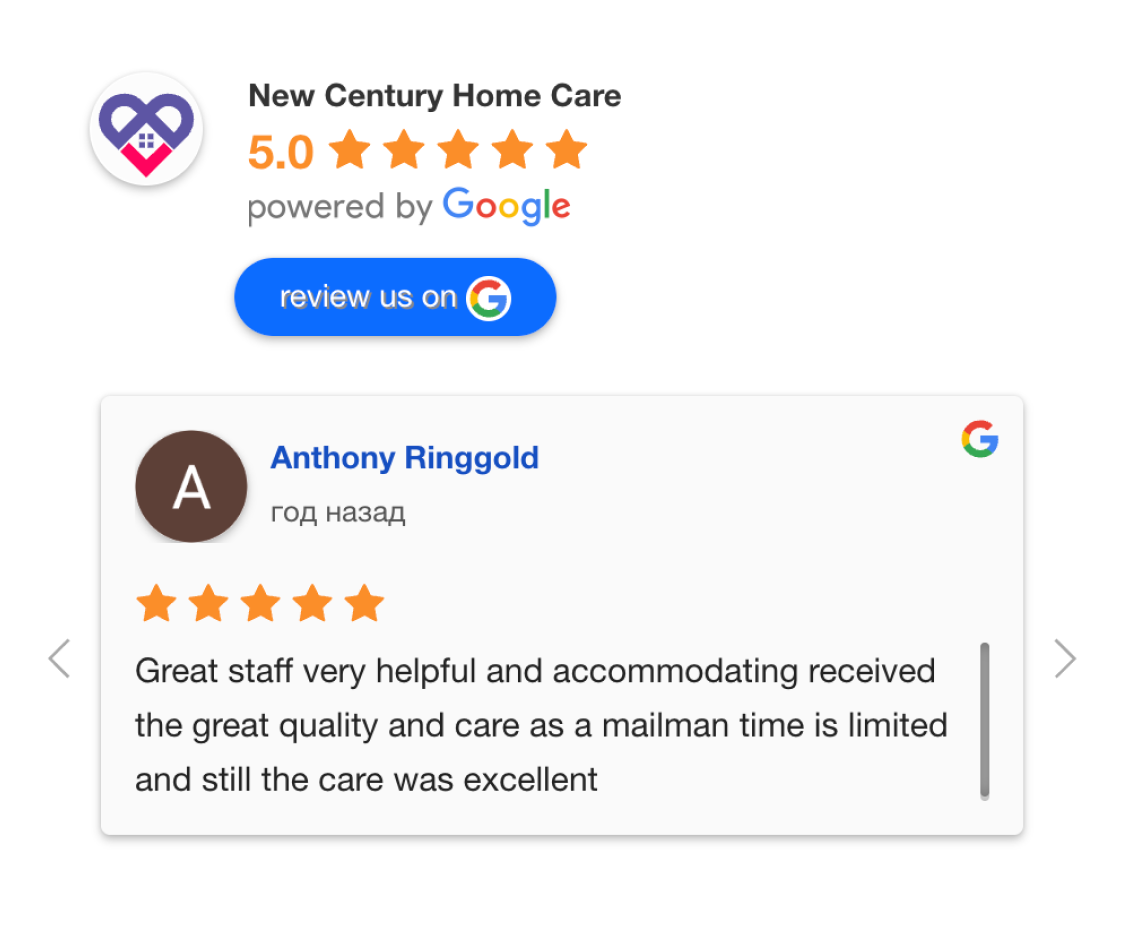 New Century Home Care
5.0
powered by Google
review us on G
A
Anthony Ringgold
год назад
Great staff very helpful and accommodating received
the great quality and care as a mailman time is limited
and still the care was excellent